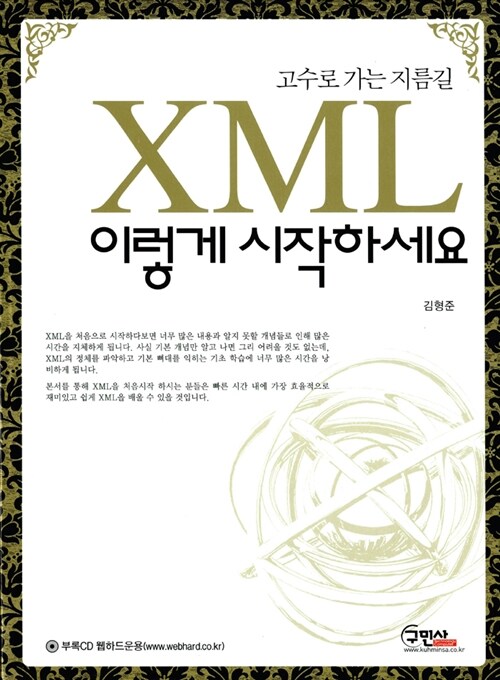 고수로 가는 지름길
XML
이렇게 시작하세요
김형준
XML을 처음으로 시작하다보면 너무 많은 내용과 알지 못할 개념들로 인해 많은
시간을 지체하게 됩니다. 사실 기본 개념만 알고 나면 그리 어려울 것도 없는데,
XML의 정체를 파악하고 기본 뼈대를 익히는 기초 학습에 너무 많은 시간을 낭
비하게 됩니다.
본서를 통해 XML을 처음시작 하시는 분들은 빠른 시간 내에 가장 효율적으로
재미있고 쉽게 XML을 배울 수 있을 것입니다.
부록CD 웹하드운용(www.webhard.co.kr)
구민사
www.kuhminsa.co.kr